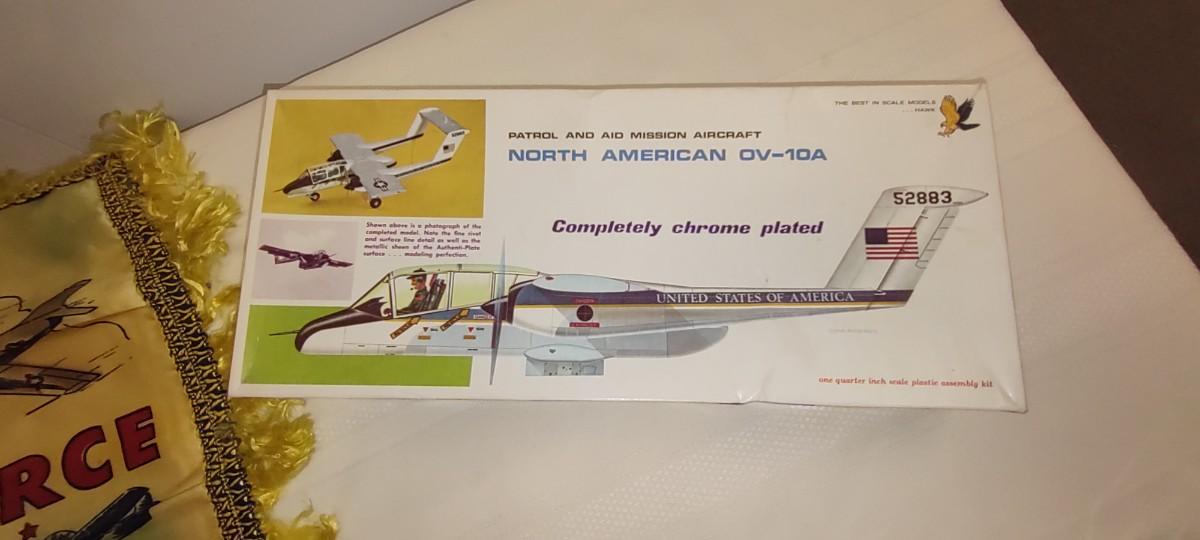 THE BEST IN SCALE MODELS
... HAWK
PATROL AND AID MISSION AIRCRAFT
NORTH AMERICAN OV-10A
52883
Completely chrome plated
Shown above is a photograph of the
completed model. Note the fine rivet
and surface line detail as well as the
metallic sheen of the Authenti-Plate
surface . . . modeling perfection.
UNITED STATES OF AMERICA
one quarter inch scale plastic assembly kit
RCE